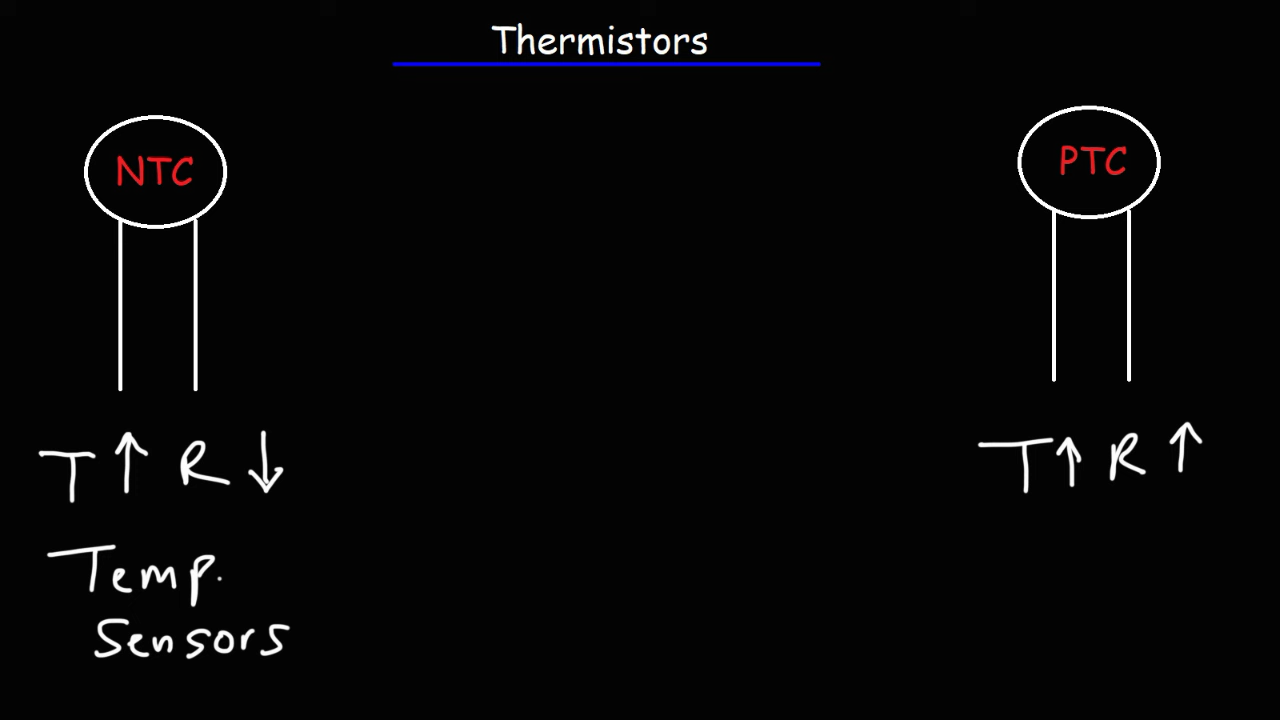 Thermistors
NTC
PTC
T ↑ R ↓
T ↑ R ↑
Temp.
Sensors